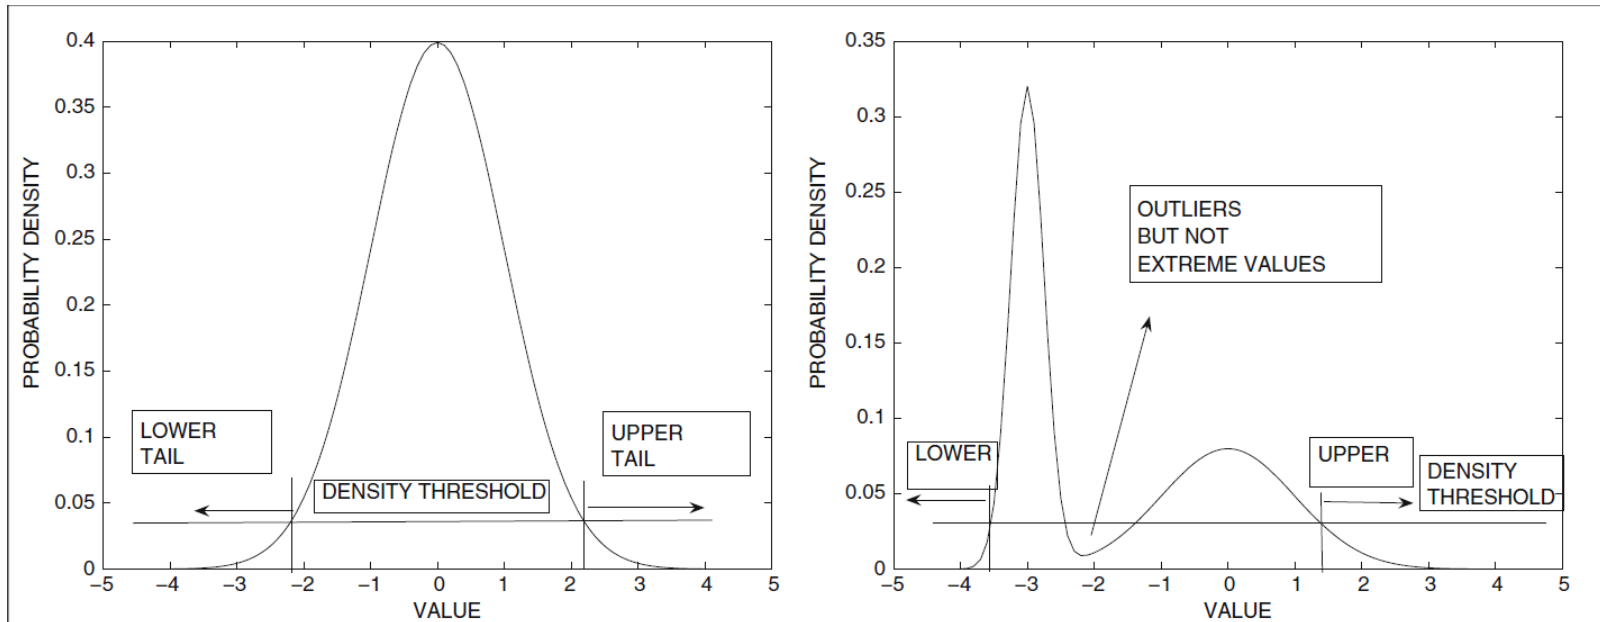 0.4
0.35
0.3
0.25
0.2
0.15
0.1
0.05
0
PROBABILITY DENSITY
LOWER
TAIL
DENSITY THRESHOLD
UPPER
TAIL
−5 −4 −3 −2 −1 0 1 2 3 4 5
VALUE
0.35
0.3
0.25
0.2
0.15
0.1
0.05
0
PROBABILITY DENSITY
OUTLIERS
BUT NOT
EXTREME VALUES
LOWER
UPPER
DENSITY
THRESHOLD
−5 −4 −3 −2 −1 0 1 2 3 4 5
VALUE